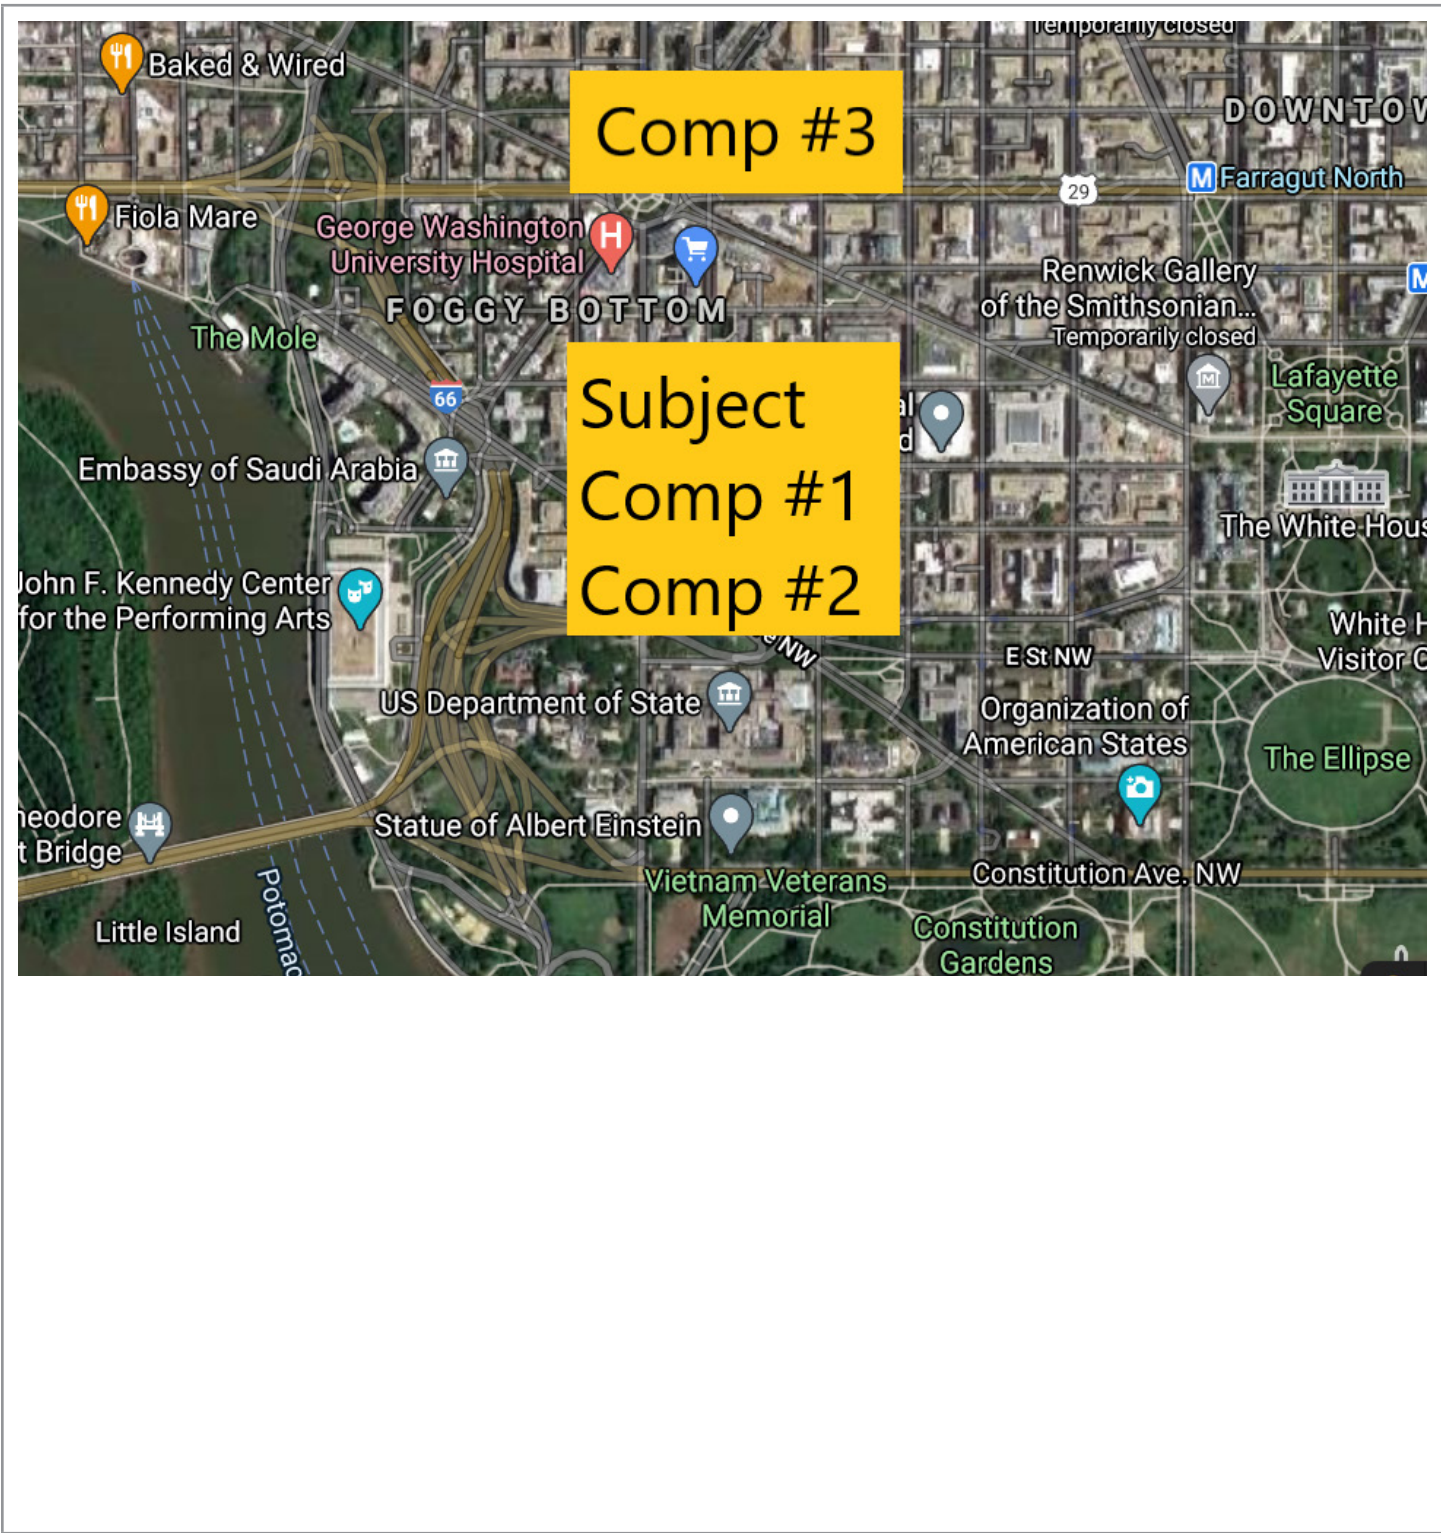 Temporarily closed
Baked & Wired
Comp #3
DOWNTOW
Farragut North
29
Fiola Mare
George Washington
University Hospital
H
FOGGY BOTTOM
Renwick Gallery
of the Smithsonian...
Temporarily closed
M
M
The Mole
66
Subject
Comp #1
Comp #2
al
d
Lafayette
Square
Embassy of Saudi Arabia
The White Hous
John F. Kennedy Center
for the Performing Arts
e NW
E St NW
White H
Visitor C
US Department of State
Organization of
American States
The Ellipse
heodore
t Bridge
Statue of Albert Einstein
Constitution Ave. NW
Vietnam Veterans
Memorial
Potomac
Little Island
Constitution
Gardens